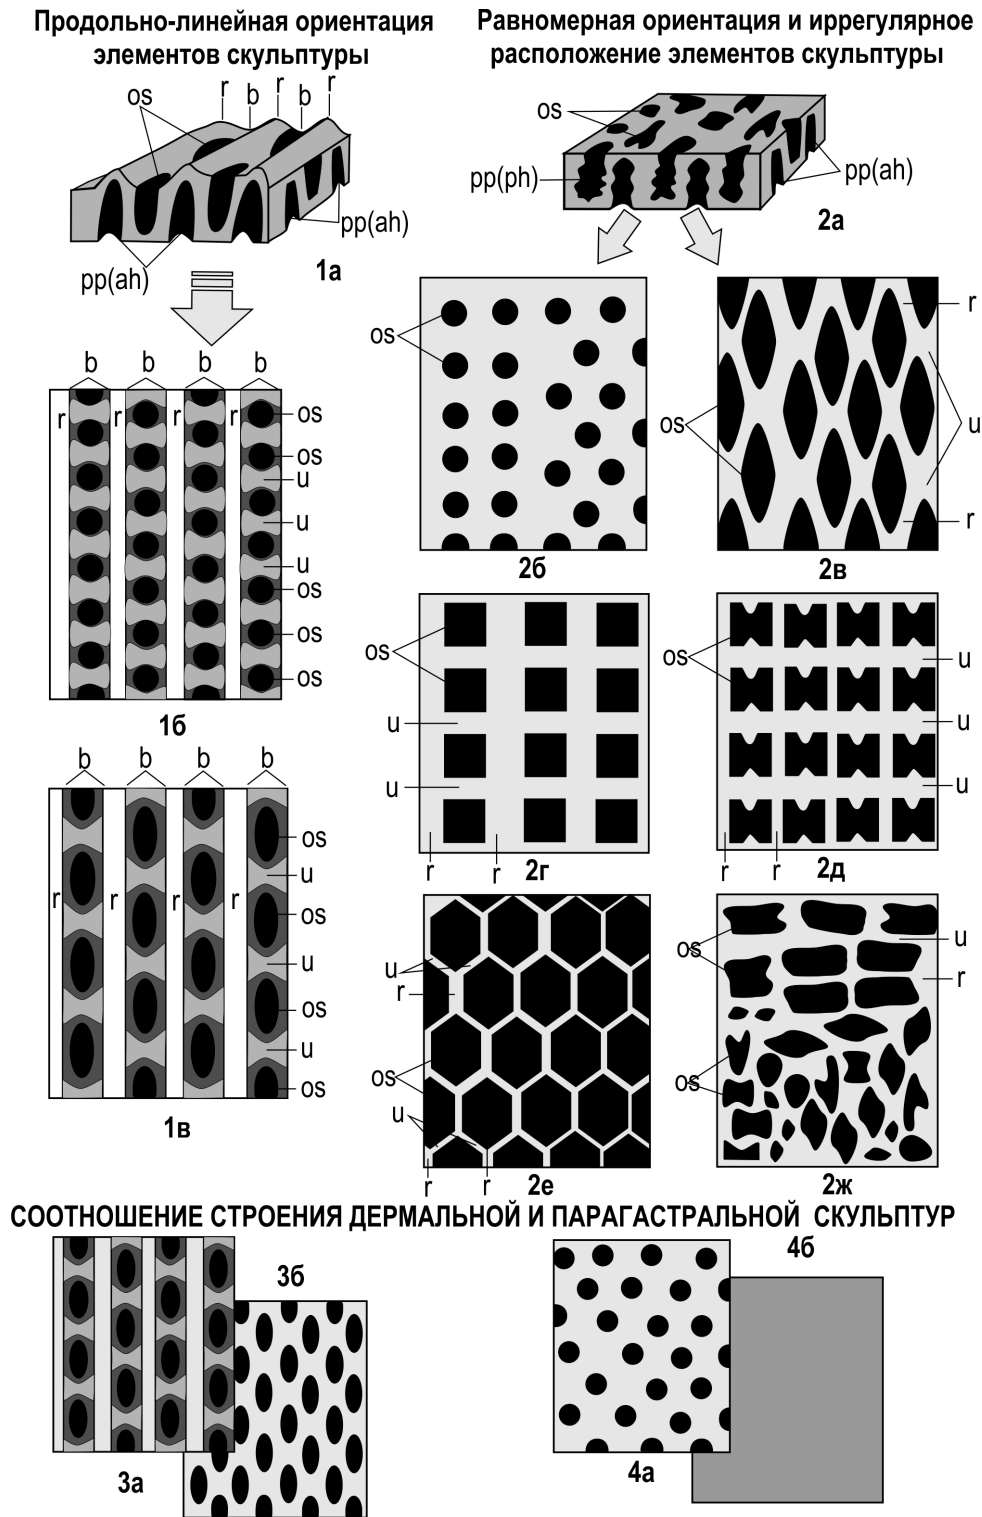 Продольно-линейная ориентация
элементов скульптуры
Равномерная ориентация и иррегулярное
расположение элементов скульптуры
os
r
b
r
b
r
pp(ah)
pp(ah)
1а
os
pp(ph)
pp(ah)
2а
b
b
b
b
r
r
r
r
os
os
u
u
u
os
os
os
1б
os
2б
r
os
u
r
2в
b
b
b
b
r
r
r
r
os
u
os
u
os
u
os
1в
os
u
u
r
r
2г
os
u
u
u
r
r
2д
u
r
os
u
r
r
2е
os
u
r
os
2ж
СООТНОШЕНИЕ СТРОЕНИЯ ДЕРМАЛЬНОЙ И ПАРАГАСТРАЛЬНОЙ СКУЛЬПТУР
3б
3а
4б
4а